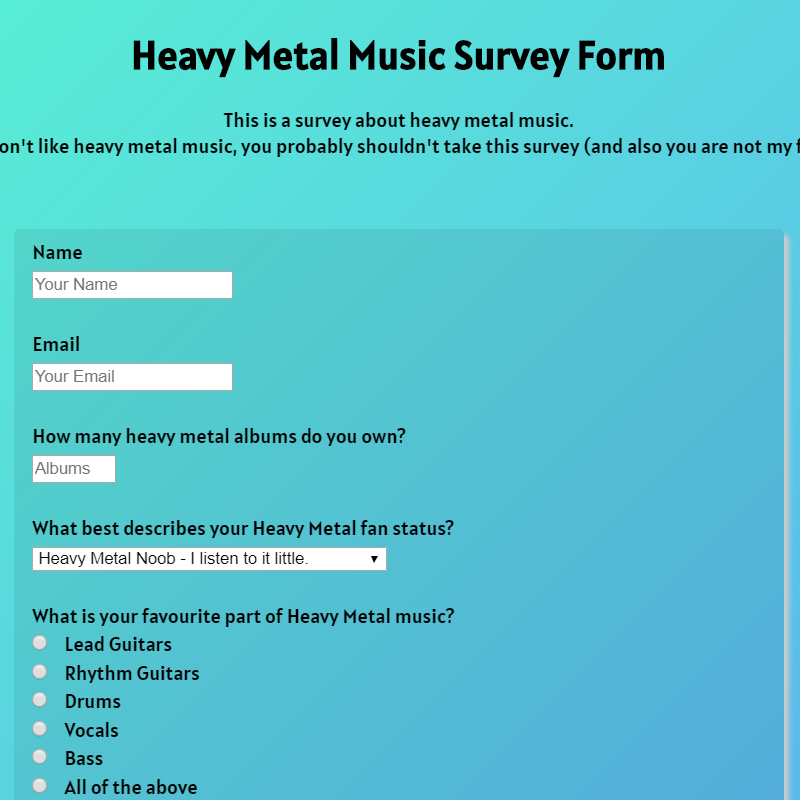 Heavy Metal Music Survey Form
This is a survey about heavy metal music.
like heavy metal music, you probably shouldn't take this survey (and also you are not my
Name
Your Name
Email
Your Email
How many heavy metal albums do you own?
Albums
What best describes your Heavy Metal fan status?
Heavy Metal Noob - I listen to it little.
What is your favourite part of Heavy Metal music?
Lead Guitars
Rhythm Guitars
Drums
Vocals
Bass
All of the above